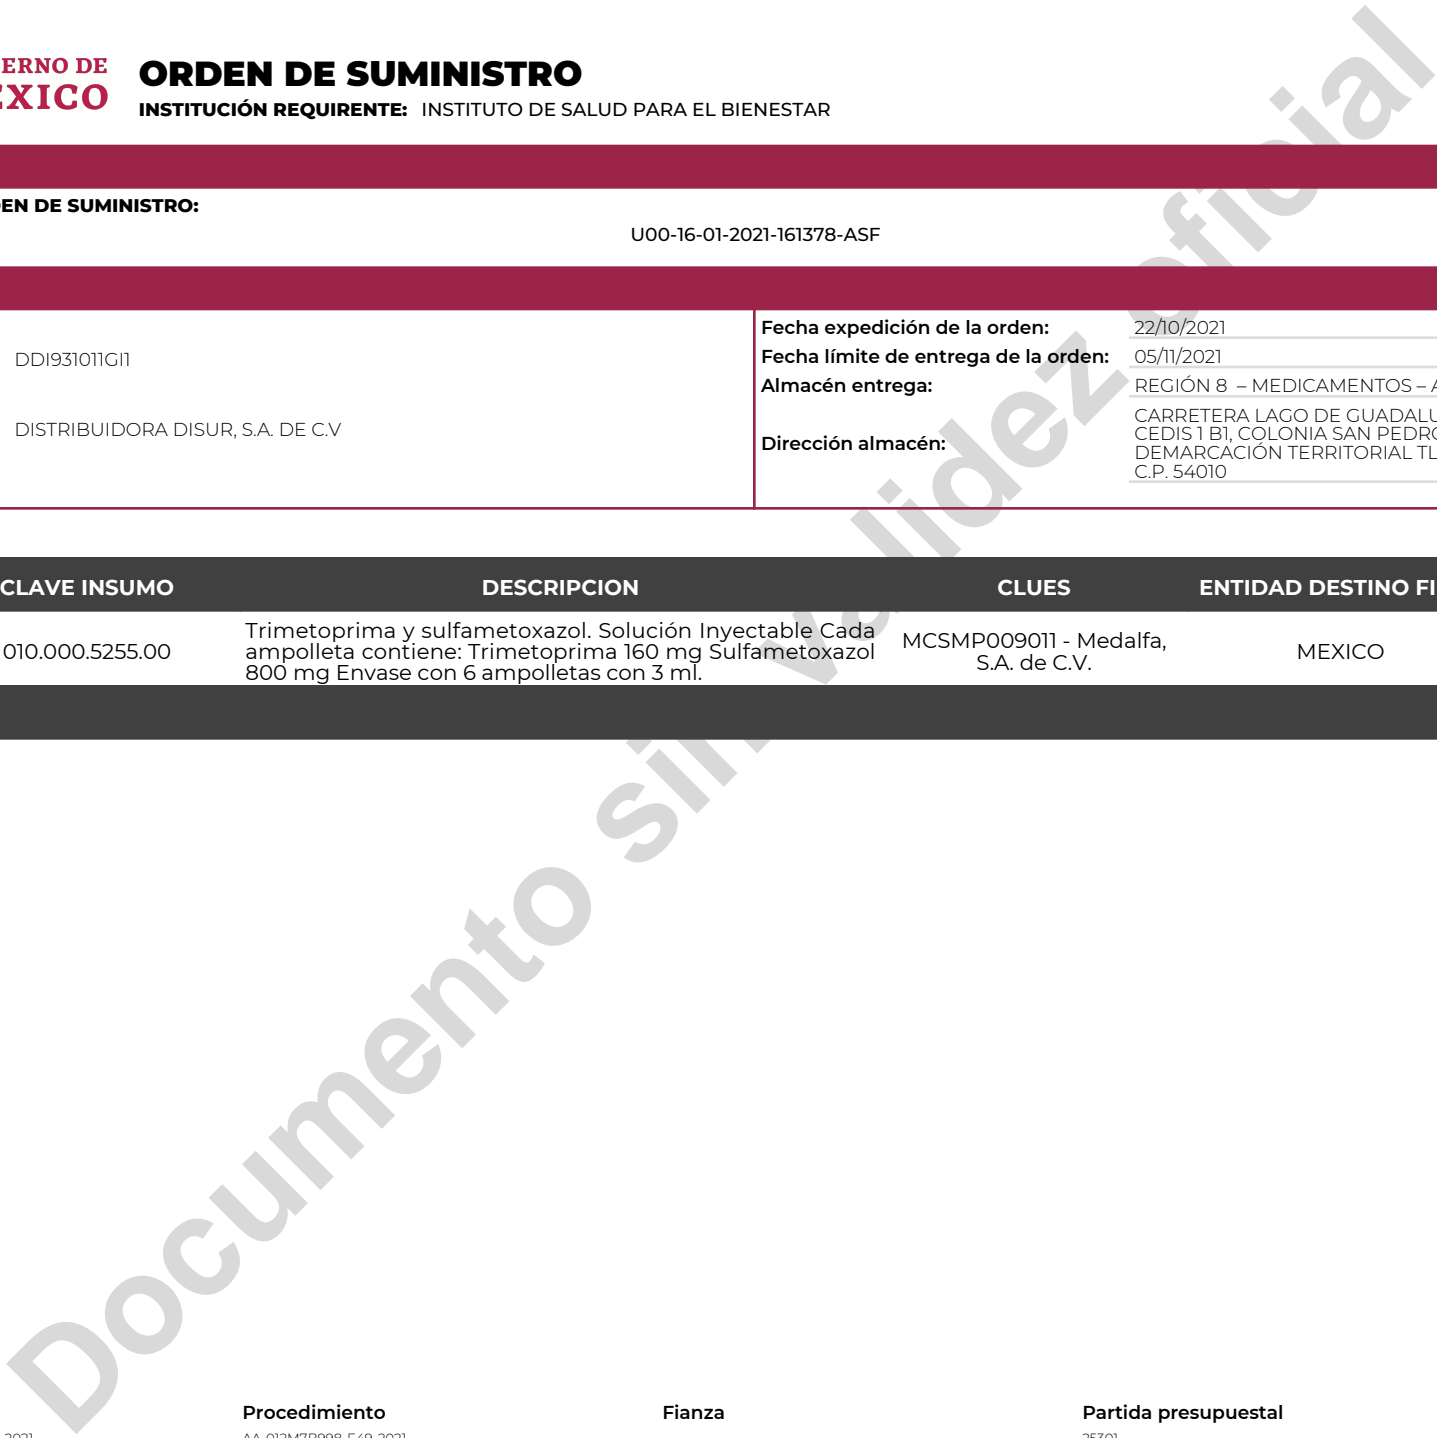 ERNO DE
EXICO
ORDEN DE SUMINISTRO
INSTITUCIÓN REQUIRENTE: INSTITUTO DE SALUD PARA EL BIENESTAR
EN DE SUMINISTRO:
U00-16-01-2021-161378-ASF
DDI931011GI1
DISTRIBUIDORA DISUR, S.A. DE C.V
Fecha expedición de la orden: 22/10/2021
Fecha límite de entrega de la orden: 05/11/2021
Almacén entrega: REGIÓN 8 – MEDICAMENTOS – A
Dirección almacén:
CARRETERA LAGO DE GUADALU
CEDIS 1 B1, COLONIA SAN PEDRO
DEMARCACIÓN TERRITORIAL TL
C.P. 54010
CLAVE INSUMO DESCRIPCION CLUES ENTIDAD DESTINO FI
010.000.5255.00
Trimetoprima y sulfametoxazol. Solución Inyectable Cada
ampolleta contiene: Trimetoprima 160 mg Sulfametoxazol
800 mg Envase con 6 ampolletas con 3 ml.
MCSMP009011 - Medalfa,
S.A. de C.V.
MEXICO
Documento sin validez oficial
Procedimiento Fianza Partida presupuestal